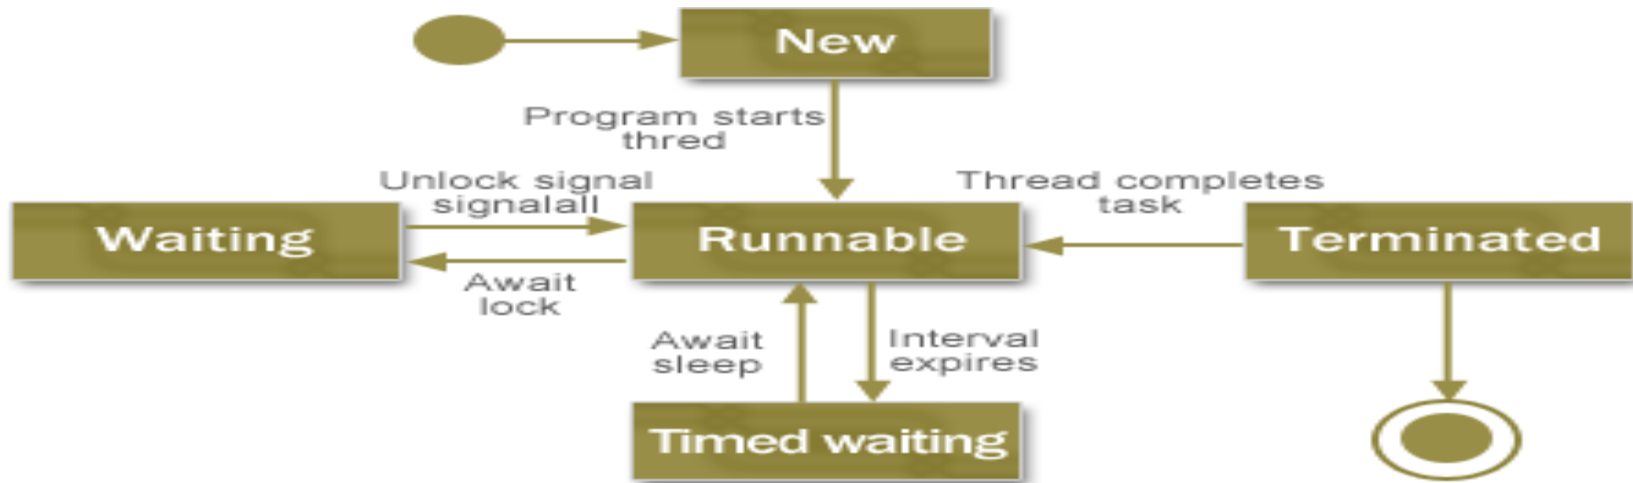 New
Program starts
thred
Unlock signal
signalall
Thread completes
task
Waiting
Runnable
Terminated
Await
lock
Await
sleep
Interval
expires
Timed waiting